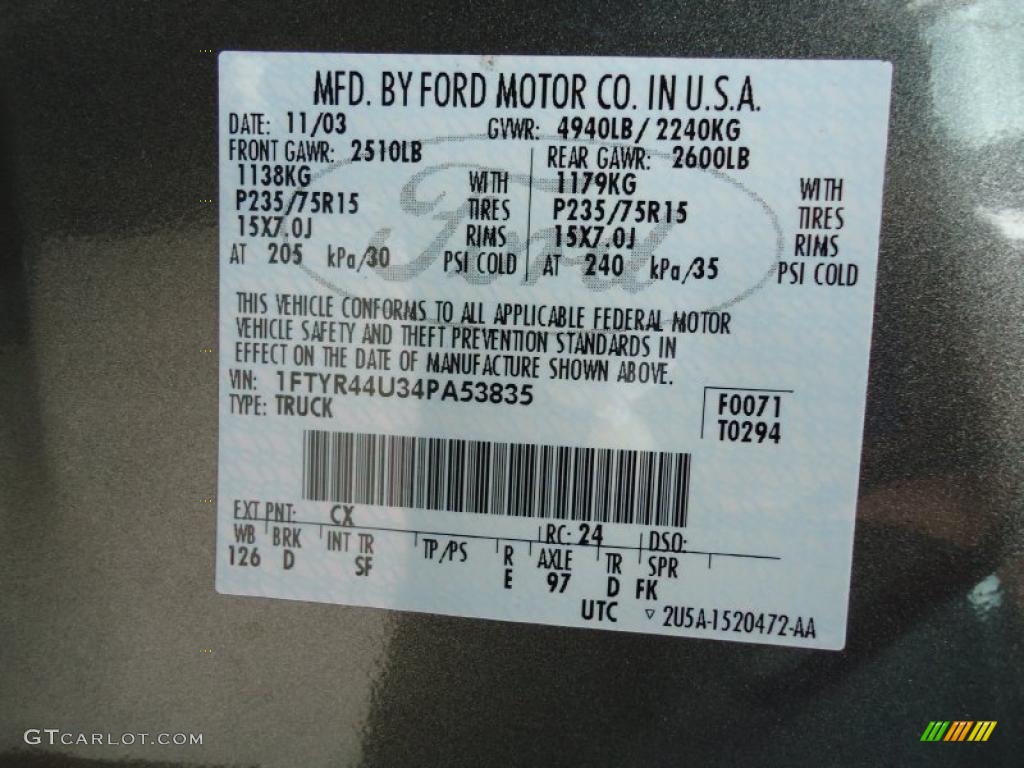 MFD. BY FORD MOTOR CO. IN U.S.A.
DATE: 11/03 GVWR: 4940LB/ 2240KG
FRONT GAWR: 2510LB REAR GAWR: 2600LB
1138KG WITH 1179KG WITH
P235/75R15 TIRES P235/75R15 TIRES
15X7.0J RIMS 15X7.0J RIMS
AT 205 kPa/30 PSI COLD AT 240 kPa/35 PSI COLD
Ford
THIS VEHICLE CONFORMS TO ALL APPLICABLE FEDERAL MOTOR
VEHICLE SAFETY AND THEFT PREVENTION STANDARDS IN
EFFECT ON THE DATE OF MANUFACTURE SHOWN ABOVE.
VIN: 1FTYR44U34PA53835
TYPE: TRUCK
F0071
T0294
EXT PNT: CX RC: 24 DSO:
WB BRK INT TR TP/PS R AXLE TR SPR
126 D SF E 97 D FK
UTC ▽ 2U5A-1520472-AA
GTCARLOT.COM